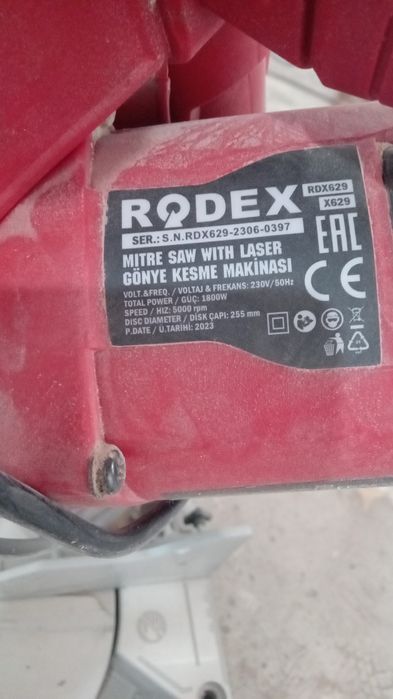 RODEX
RDX629
X629
SER.: S.N.RDX629-2306-0397
MITRE SAW WITH LASER
GÖNYE KESME MAKİNASI
EAC
CE
VOLT.&FREQ. / VOLTAJ & FREKANS: 230V/50Hz
TOTAL POWER / GÜÇ: 1800W
SPEED / HIZ: 5000 rpm
DISC DIAMETER / DİSK ÇAPI: 255 mm
P.DATE / Ü.TARİHİ: 2023